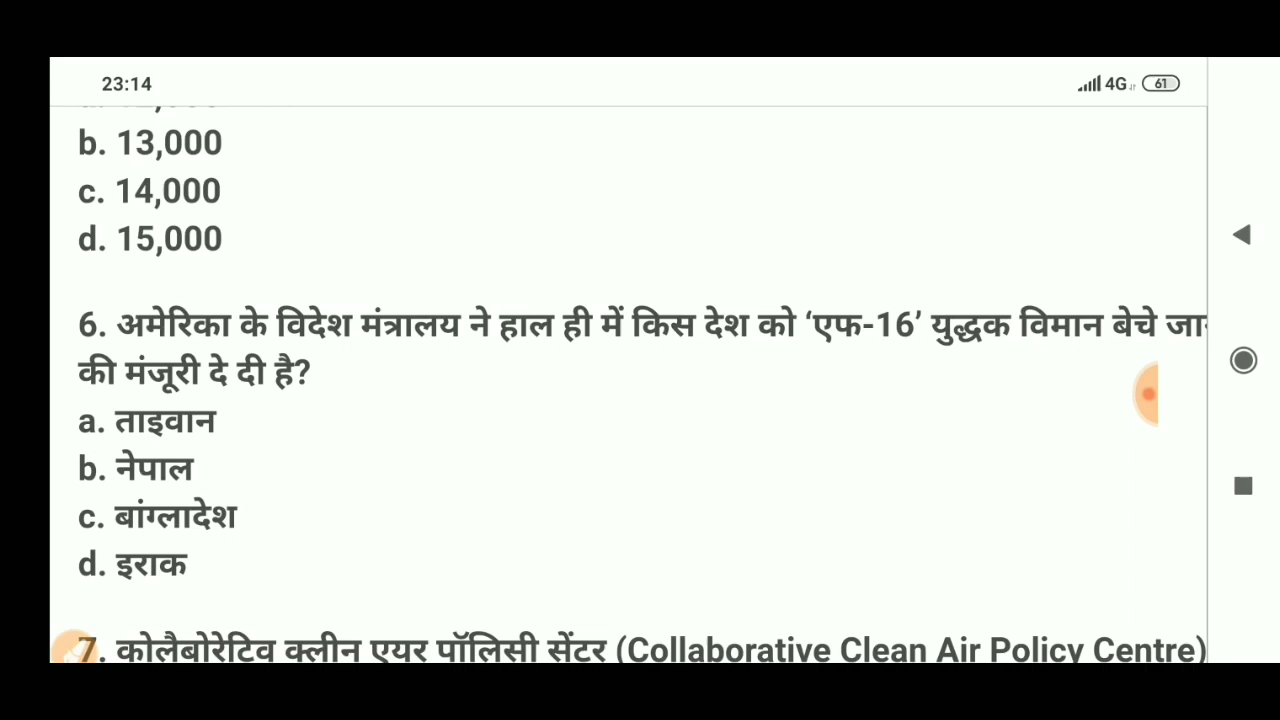 23:14
4G
61
b. 13,000
c. 14,000
d. 15,000
6. अमेरिका के विदेश मंत्रालय ने हाल ही में किस देश को ‘एफ-16’ युद्धक विमान बेचे
की मंजूरी दे दी है?
a. ताइवान
b. नेपाल
c. बांग्लादेश
d. इराक
7. कोलैबोरेटिव क्लीन एयर पॉलिसी सेंटर (Collaborative Clean Air Policy Centre)